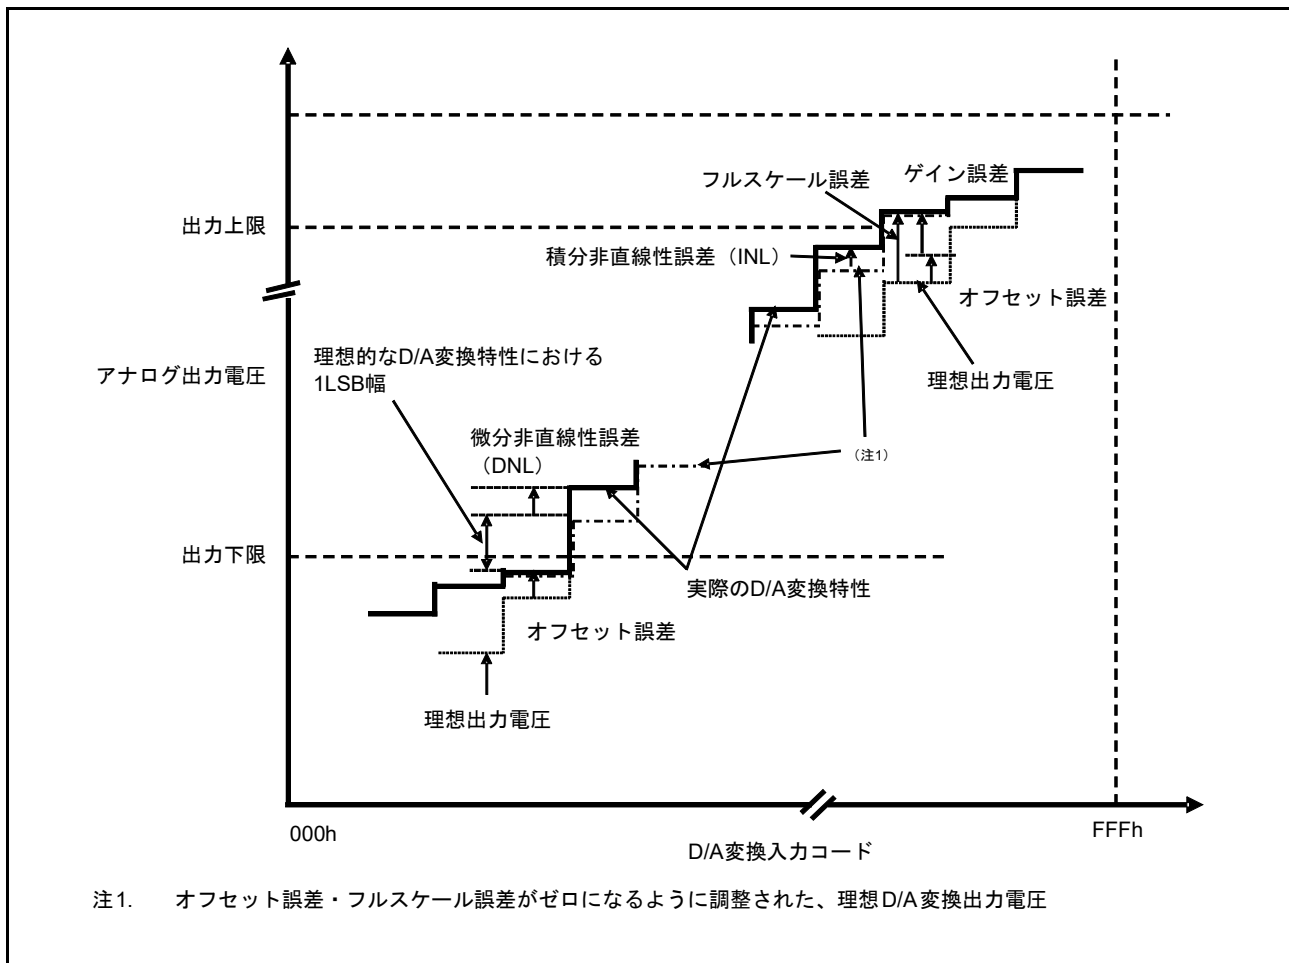 フルスケール誤差
ゲイン誤差
出力上限
積分非直線性誤差（INL）
オフセット誤差
理想的なD/A変換特性における
1LSB幅
アナログ出力電圧
理想出力電圧
微分非直線性誤差
（DNL）
（注1）
出力下限
実際のD/A変換特性
オフセット誤差
理想出力電圧
000h
FFFh
D/A変換入力コード
注1. オフセット誤差・フルスケール誤差がゼロになるように調整された、理想D/A変換出力電圧